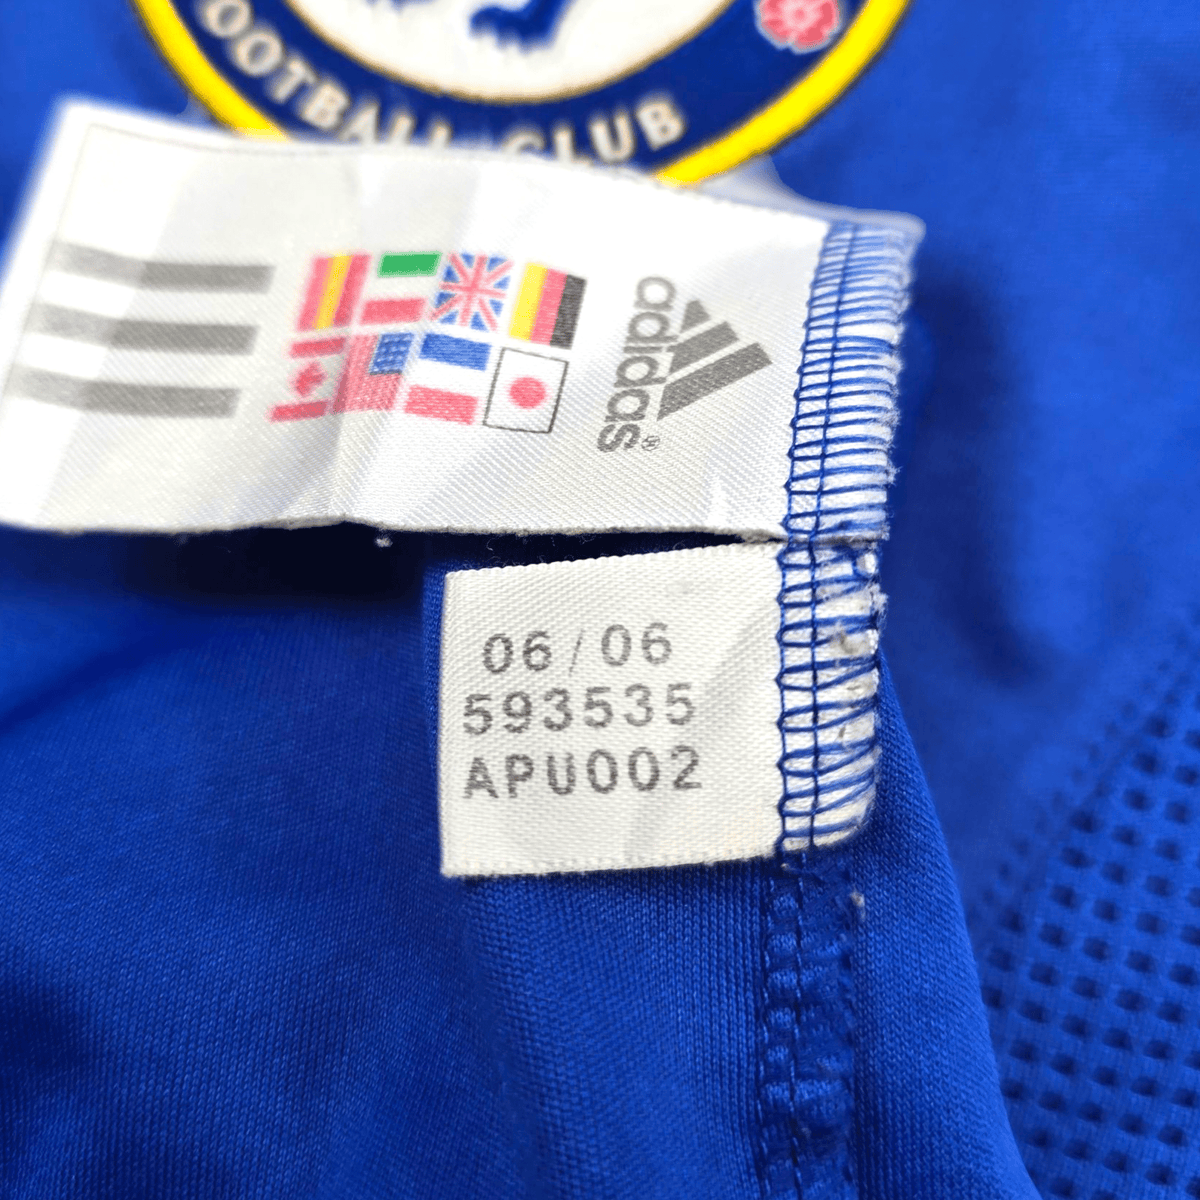 FOOTBALL CLUB
adidas®
06/06
593535
APU002